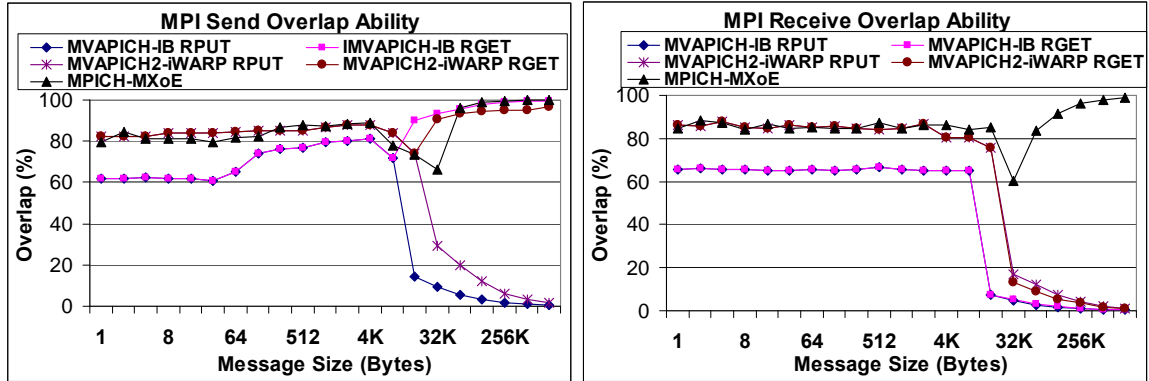 MPI Send Overlap Ability
MVAPICH-IB RPUT
IMVAPICH-IB RGET
MVAPICH2-iWARP RPUT
MVAPICH2-iWARP RGET
MPICH-MXoE
100
80
60
40
20
0
Overlap (%)
1 8 64 512 4K 32K 256K
Message Size (Bytes)
MPI Receive Overlap Ability
MVAPICH-IB RPUT
MVAPICH-IB RGET
MVAPICH2-iWARP RPUT
MVAPICH2-iWARP RGET
MPICH-MXoE
100
80
60
40
20
0
Overlap (%)
1 8 64 512 4K 32K 256K
Message Size (Bytes)